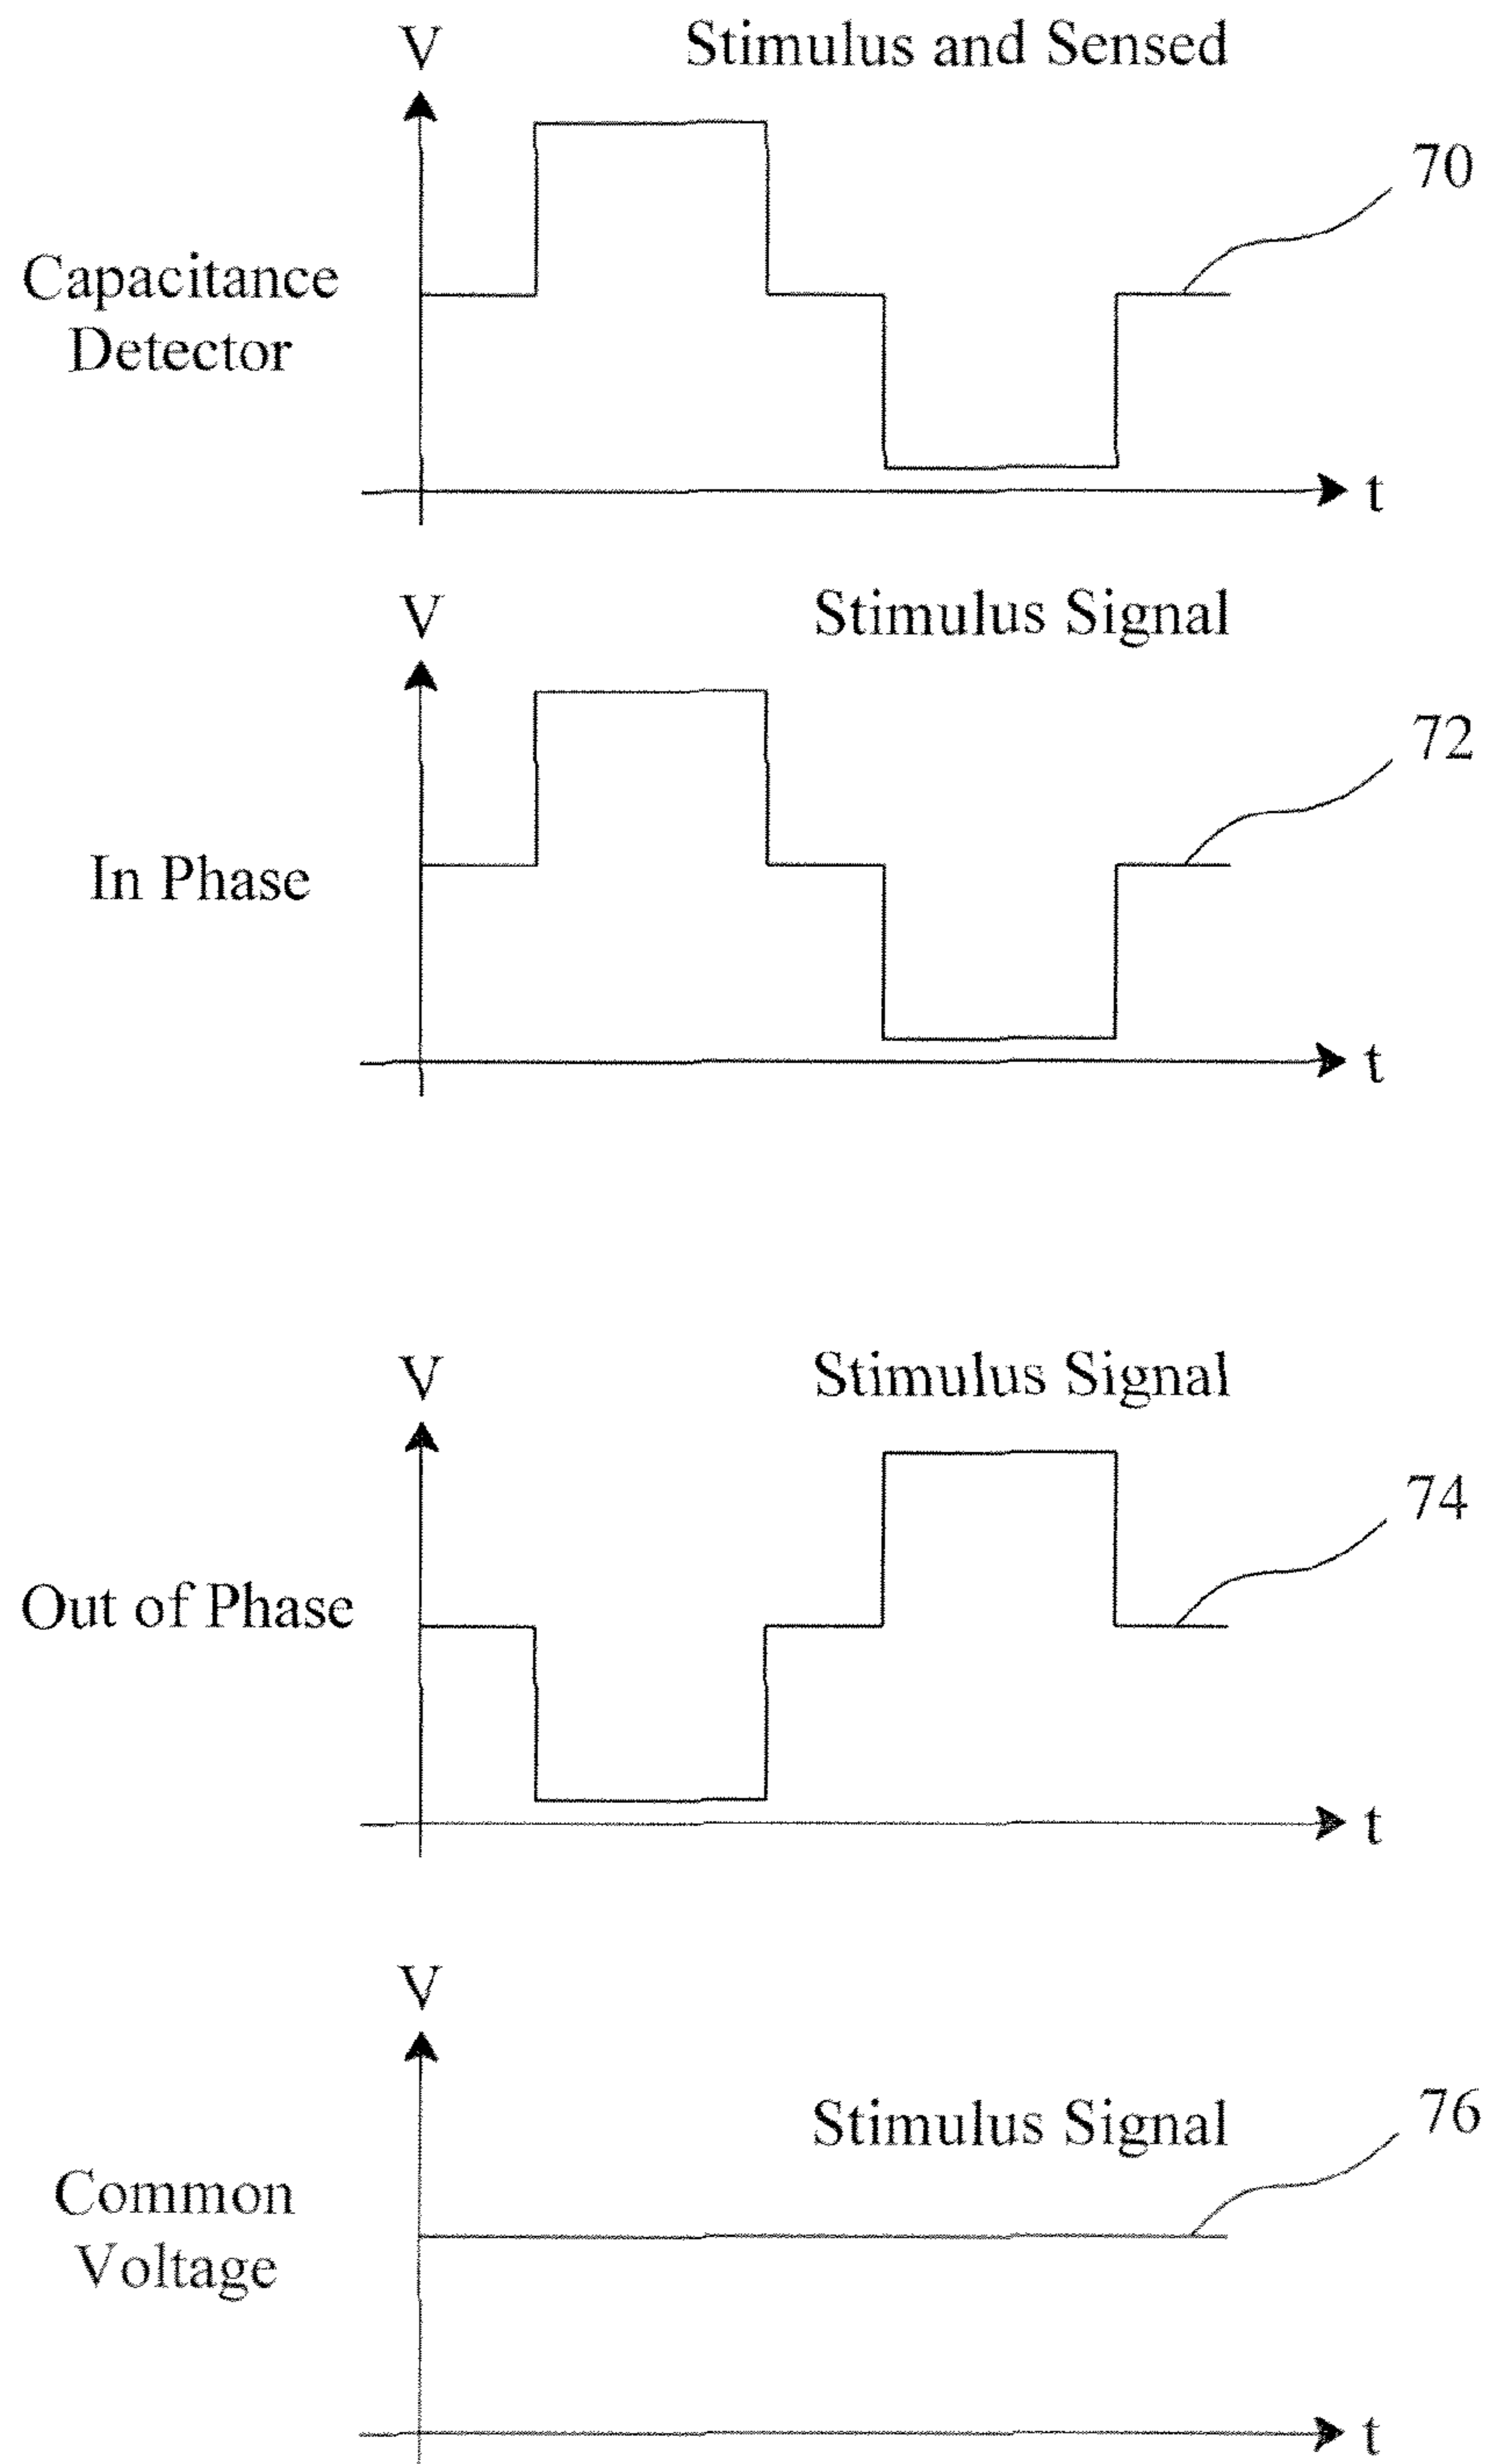 V
Stimulus and Sensed
70
Capacitance
Detector
t
V
Stimulus Signal
72
In Phase
t
V
Stimulus Signal
74
Out of Phase
t
V
Stimulus Signal
76
Common
Voltage
t